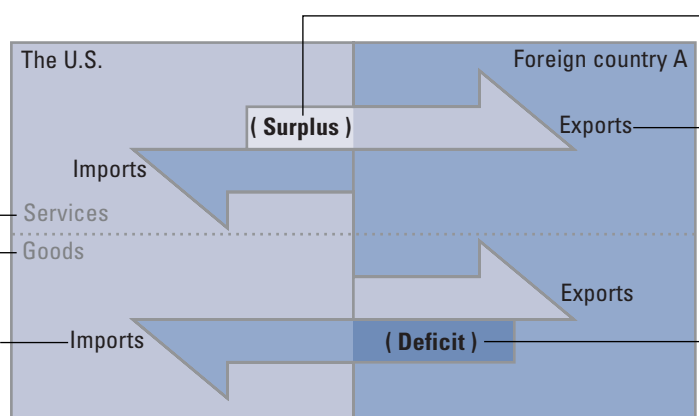 The U.S.
Foreign country A
( Surplus )
Exports
Imports
Services
Goods
Exports
Imports
( Deficit )